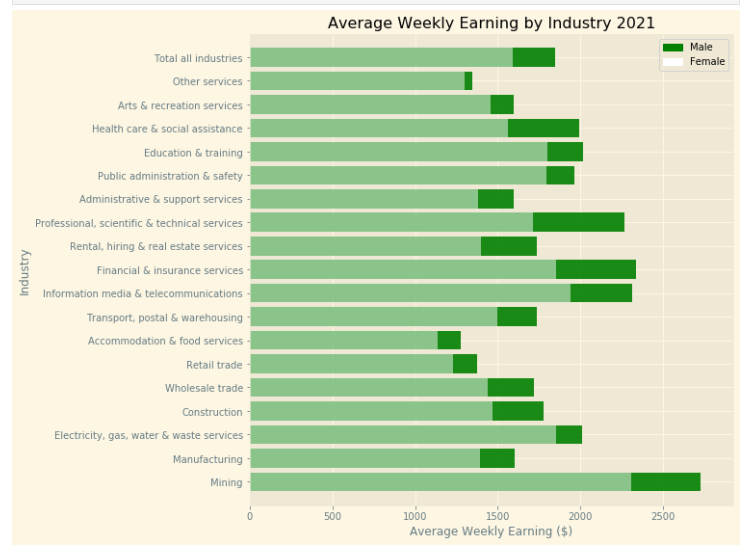 Average Weekly Earning by Industry 2021
Male
Female
Total all industries
Other services
Arts & recreation services
Health care & social assistance
Education & training
Public administration & safety
Administrative & support services
Professional, scientific & technical services
Rental, hiring & real estate services
Financial & insurance services
Information media & telecommunications
Transport, postal & warehousing
Accommodation & food services
Retail trade
Wholesale trade
Construction
Electricity, gas, water & waste services
Manufacturing
Mining
Industry
0 500 1000 1500 2000 2500
Average Weekly Earning ($)